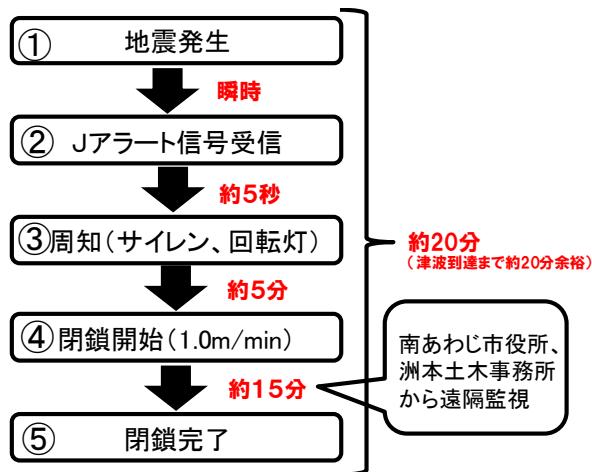 ① 地震発生
瞬時
② Jアラート信号受信
約5秒
③周知(サイレン、回転灯)
約5分
④閉鎖開始(1.0m/min)
約15分
⑤ 閉鎖完了
約20分
(津波到達まで約20分余裕)
南あわじ市役所、
洲本土木事務所
から遠隔監視